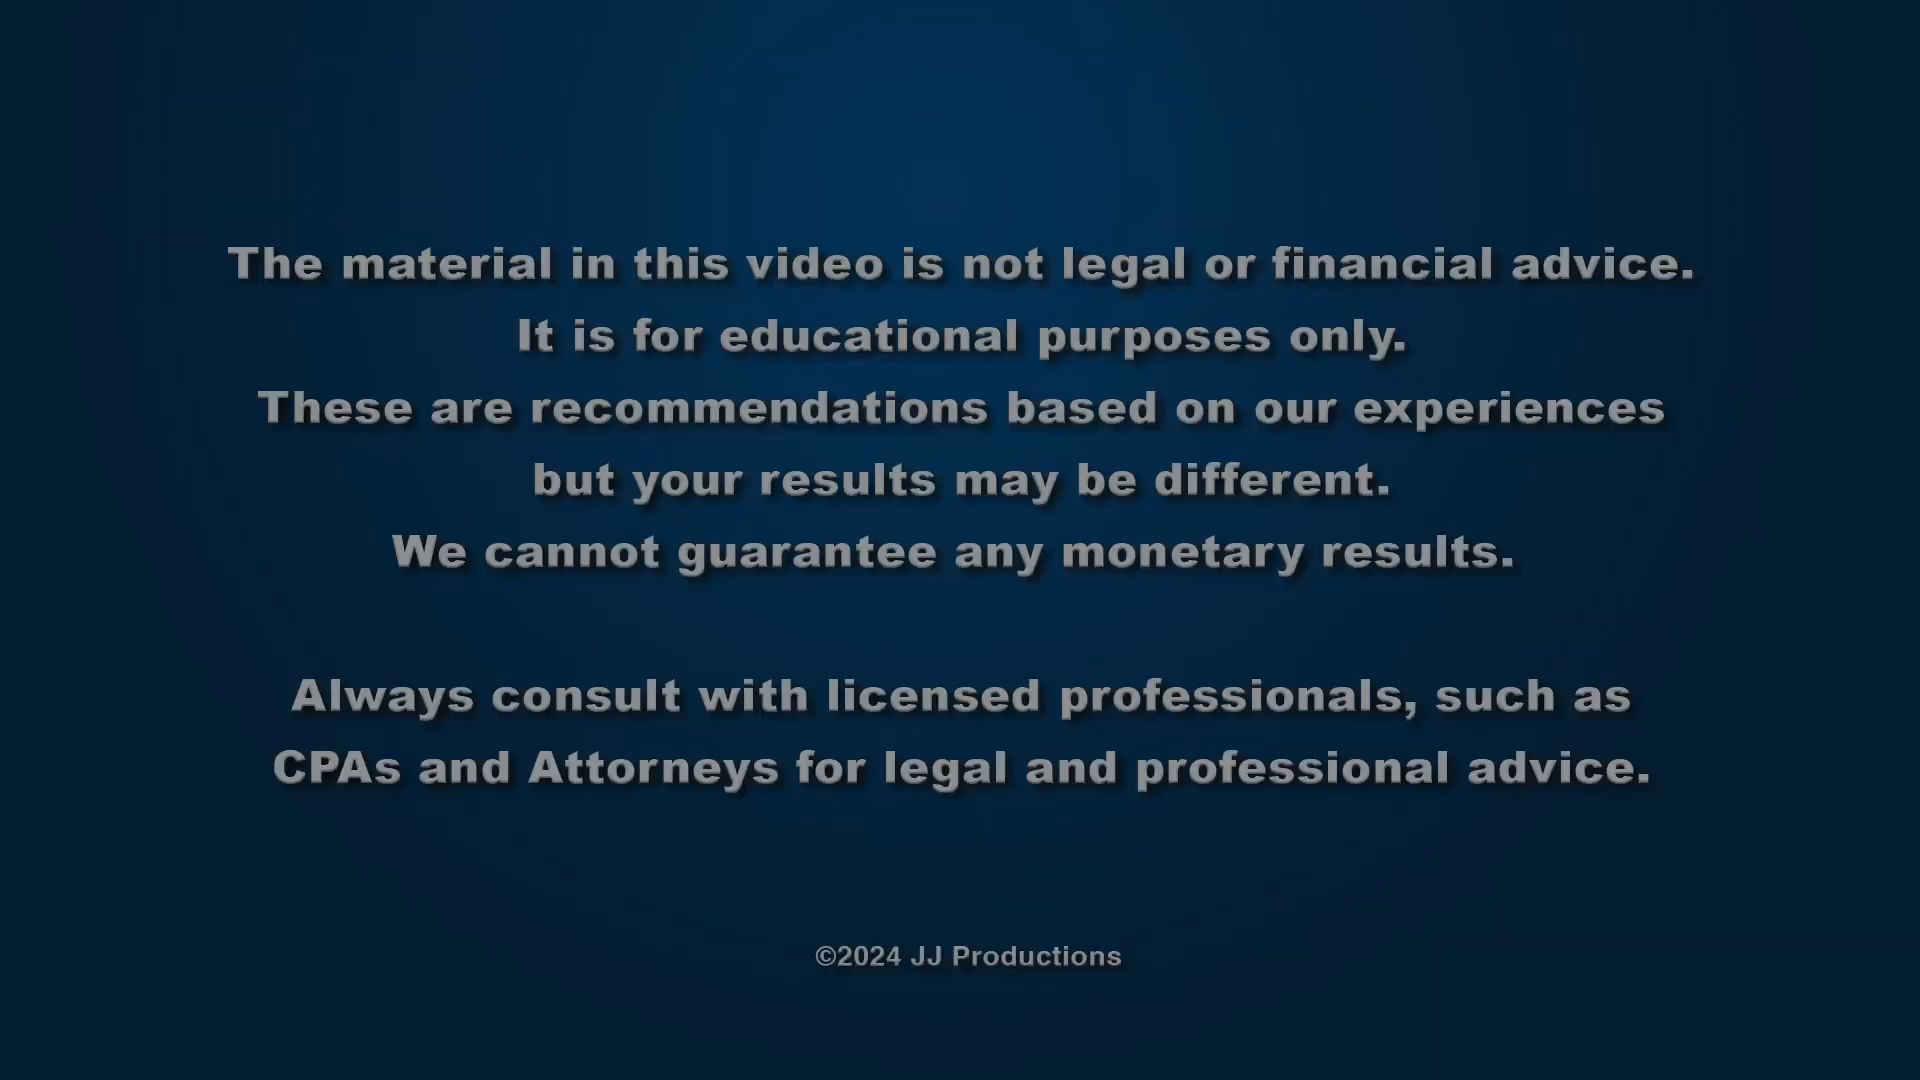 The material in this video is not legal or financial advice.
It is for educational purposes only.
These are recommendations based on our experiences
but your results may be different.
We cannot guarantee any monetary results.
Always consult with licensed professionals, such as
CPAs and Attorneys for legal and professional advice.
©2024 JJ Productions